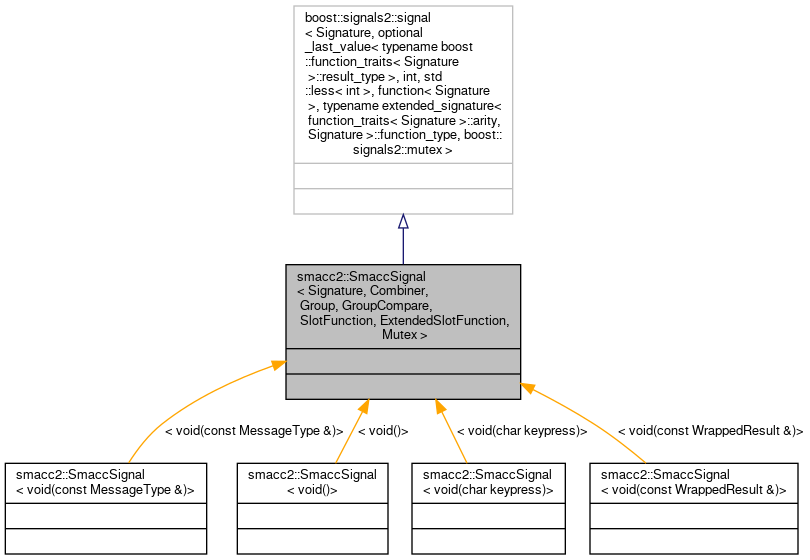 boost::signals2::signal
< Signature, optional
_last_value< typename boost
::function_traits< Signature
>::result_type >, int, std
::less< int >, function< Signature
>, typename extended_signature<
function_traits< Signature >::arity,
Signature >::function_type, boost::
signals2::mutex >
smacc2::SmaccSignal
< Signature, Combiner,
Group, GroupCompare,
SlotFunction, ExtendedSlotFunction,
Mutex >
< void(const MessageType &)>
< void()>
< void(char keypress)>
< void(const WrappedResult &)>
smacc2::SmaccSignal
< void(const MessageType &)>
smacc2::SmaccSignal
< void()>
smacc2::SmaccSignal
< void(char keypress)>
smacc2::SmaccSignal
< void(const WrappedResult &)>